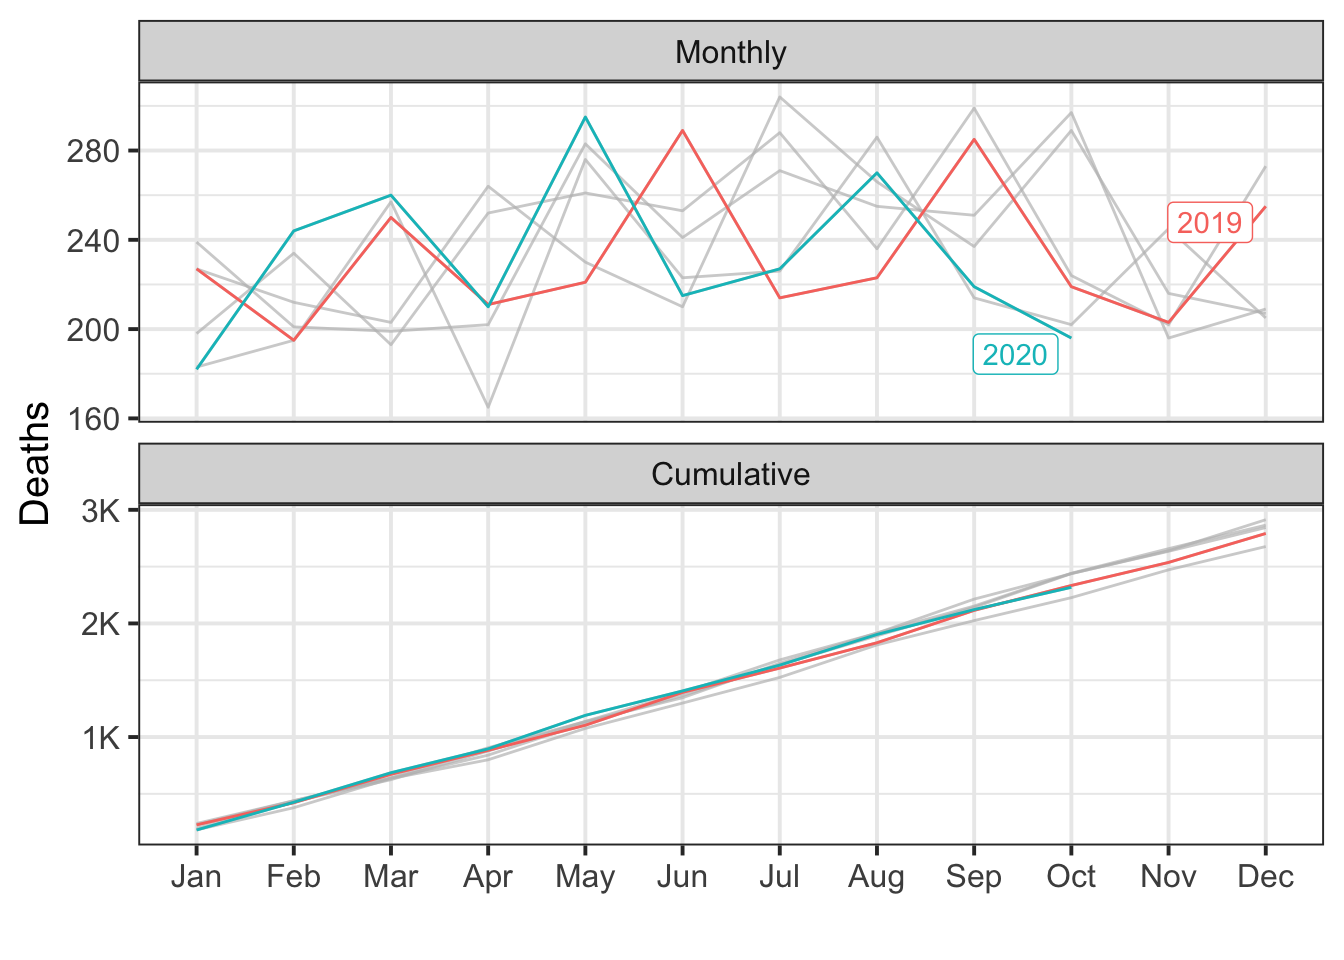 Monthly
280
240
200
160
2019
2020
Deaths
Cumulative
3K
2K
1K
Jan Feb Mar Apr May Jun Jul Aug Sep Oct Nov Dec